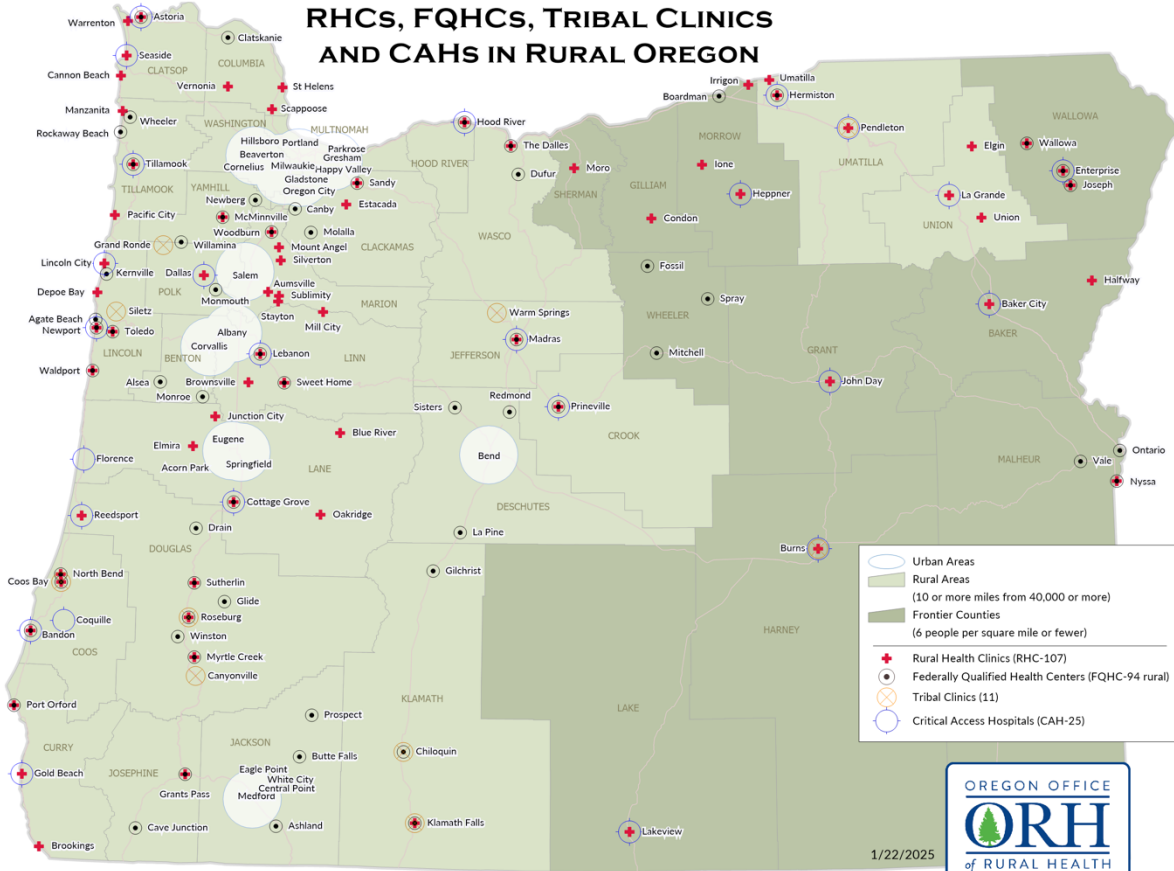 RHCs, FQHCs, Tribal Clinics
and CAHs in Rural Oregon
Warrenton
Astoria
Clatskanie
Seaside
CLATSOP
COLUMBIA
Cannon Beach
Vernonia
St Helens
Manzanita
Wheeler
Scappoose
Rockaway Beach
WASHINGTON
MULTNOMAH
Hillsboro
Portland
Beaverton
Parkrose
Cornelius
Milwaukie
Gresham
Happy Valley
Gladstone
Oregon City
Tillamook
TILLAMOOK
YAMHILL
Sandy
Newberg
Canby
Estacada
Pacific City
McMinnville
Woodburn
Molalla
CLACKAMAS
Grand Ronde
Willamina
Mount Angel
Silverton
Lincoln City
Kernville
Dallas
Salem
Depoe Bay
POLK
Monmouth
Aumsville
Sublimity
MARION
Siletz
Stayton
Mill City
Agate Beach
Newport
Toledo
Albany
Corvallis
LINCOLN
BENTON
Lebanon
LINN
Waldport
Alsea
Brownsville
Sweet Home
Monroe
Junction City
Blue River
Elmira
Eugene
Florence
Acorn Park
Springfield
LANE
Cottage Grove
Reedsport
Oakridge
Drain
DOUGLAS
North Bend
Coos Bay
Sutherlin
Glide
Coquille
Roseburg
Bandon
Winston
COOS
Myrtle Creek
Canyonville
Port Orford
Prospect
CURRY
JACKSON
Butte Falls
Gold Beach
JOSEPHINE
Eagle Point
White City
Central Point
Medford
Grants Pass
Cave Junction
Ashland
Brookings
Hood River
HOOD RIVER
The Dalles
Dufur
Moro
SHERMAN
WASCO
Warm Springs
JEFFERSON
Madras
Redmond
Sisters
Prineville
CROOK
Bend
DESCHUTES
La Pine
Gilchrist
KLAMATH
Chiloquin
Klamath Falls
Irrigon
Umatilla
Boardman
Hermiston
MORROW
Pendleton
Ione
UMATILLA
GILLIAM
Heppner
Condon
Elgin
WALLOWA
Wallowa
Enterprise
Joseph
La Grande
UNION
Union
Fossil
Spray
WHEELER
Mitchell
Halfway
Baker City
BAKER
GRANT
John Day
MALHEUR
Ontario
Vale
Nyssa
Burns
HARNEY
LAKE
Lakeview
Urban Areas
Rural Areas
(10 or more miles from 40,000 or more)
Frontier Counties
(6 people per square mile or fewer)
Rural Health Clinics (RHC-107)
Federally Qualified Health Centers (FQHC-94 rural)
Tribal Clinics (11)
Critical Access Hospitals (CAH-25)
1/22/2025
OREGON OFFICE
ORH
of RURAL HEALTH